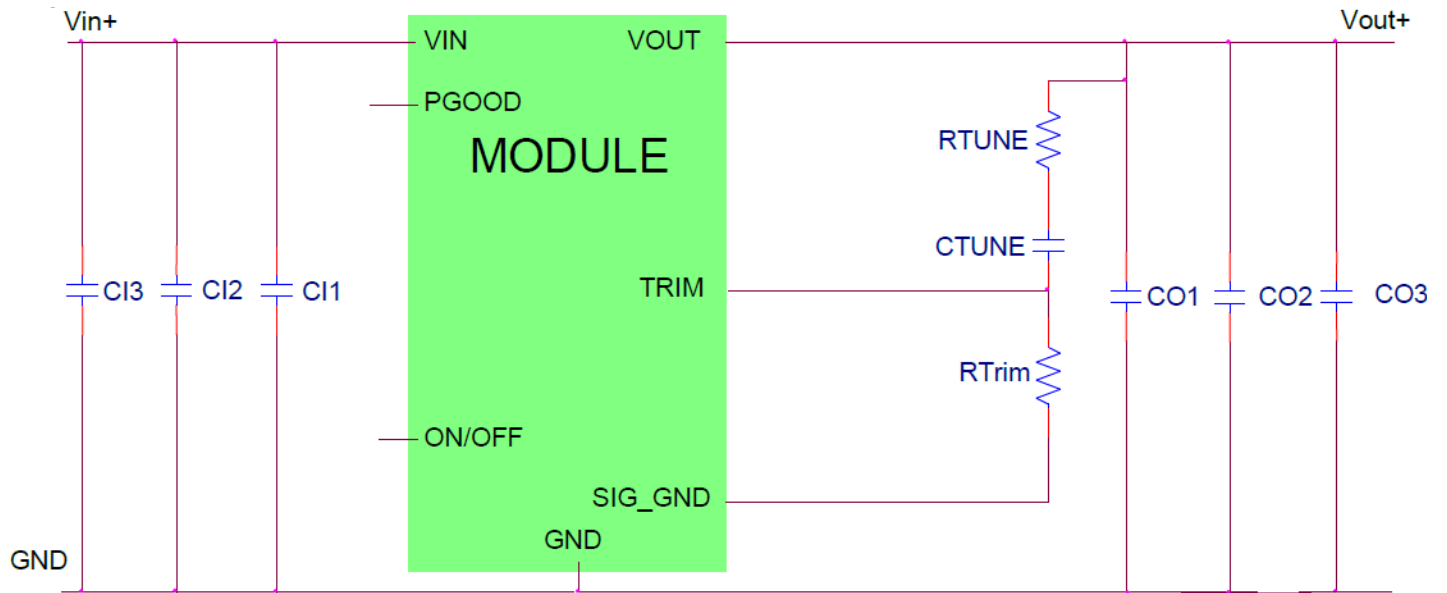 Vin+
Vout+
VIN
VOUT
PGOOD
RTUNE
MODULE
CTUNE
TRIM
CI3
CI2
CI1
CO1
CO2
CO3
RTrim
ON/OFF
SIG_GND
GND
GND